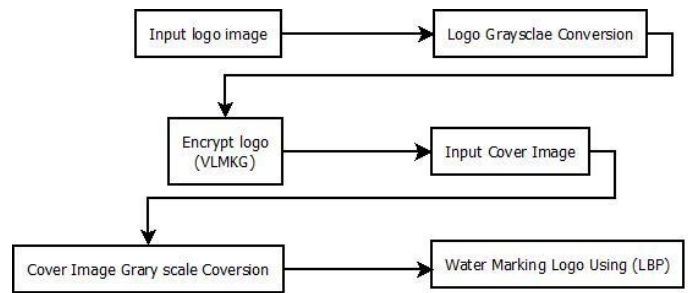 Input logo image
Logo Graysclae Conversion
Encrypt logo
(VLMKG)
Input Cover Image
Cover Image Grary scale Coversion
Water Marking Logo Using (LBP)